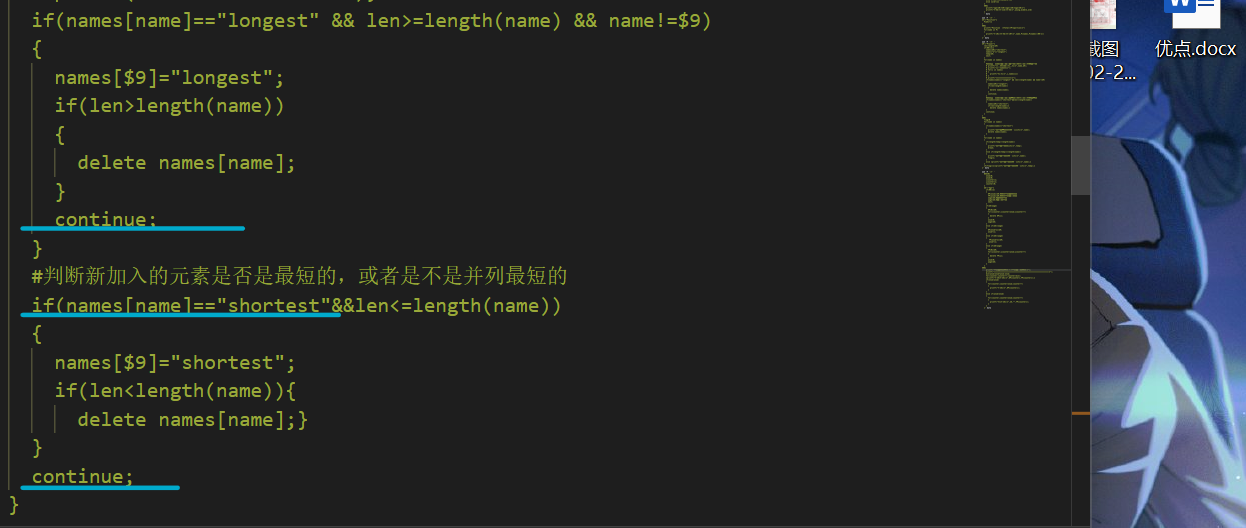 if(names[name]=="longest" && len>=length(name) && name!=$9)
{
names[$9]="longest";
if(len>length(name))
{
delete names[name];
}
continue;
}
#判断新加入的元素是否是最短的，或者是不是并列最短的
if(names[name]=="shortest"&&len<=length(name))
{
names[$9]="shortest";
if(len<length(name)){
delete names[name];}
}
continue;
}
截图
02-2...
W
优点.docx